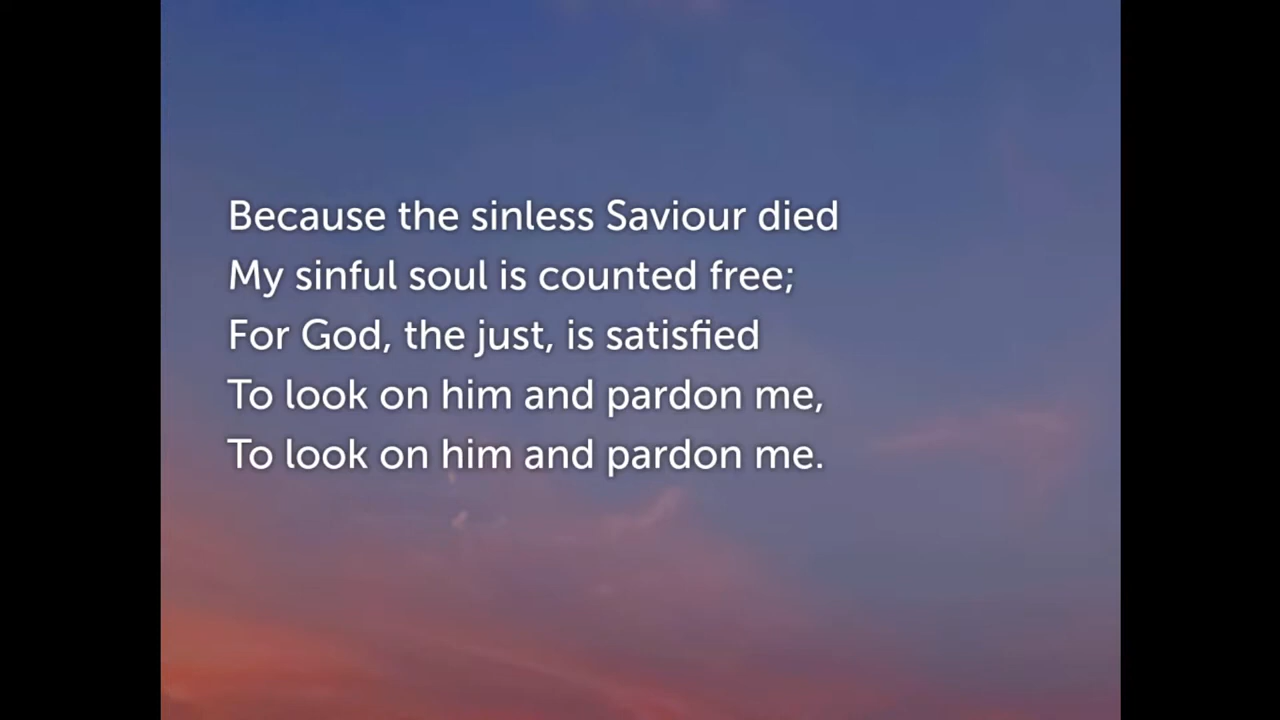 Because the sinless Saviour died
My sinful soul is counted free;
For God, the just, is satisfied
To look on him and pardon me,
To look on him and pardon me.